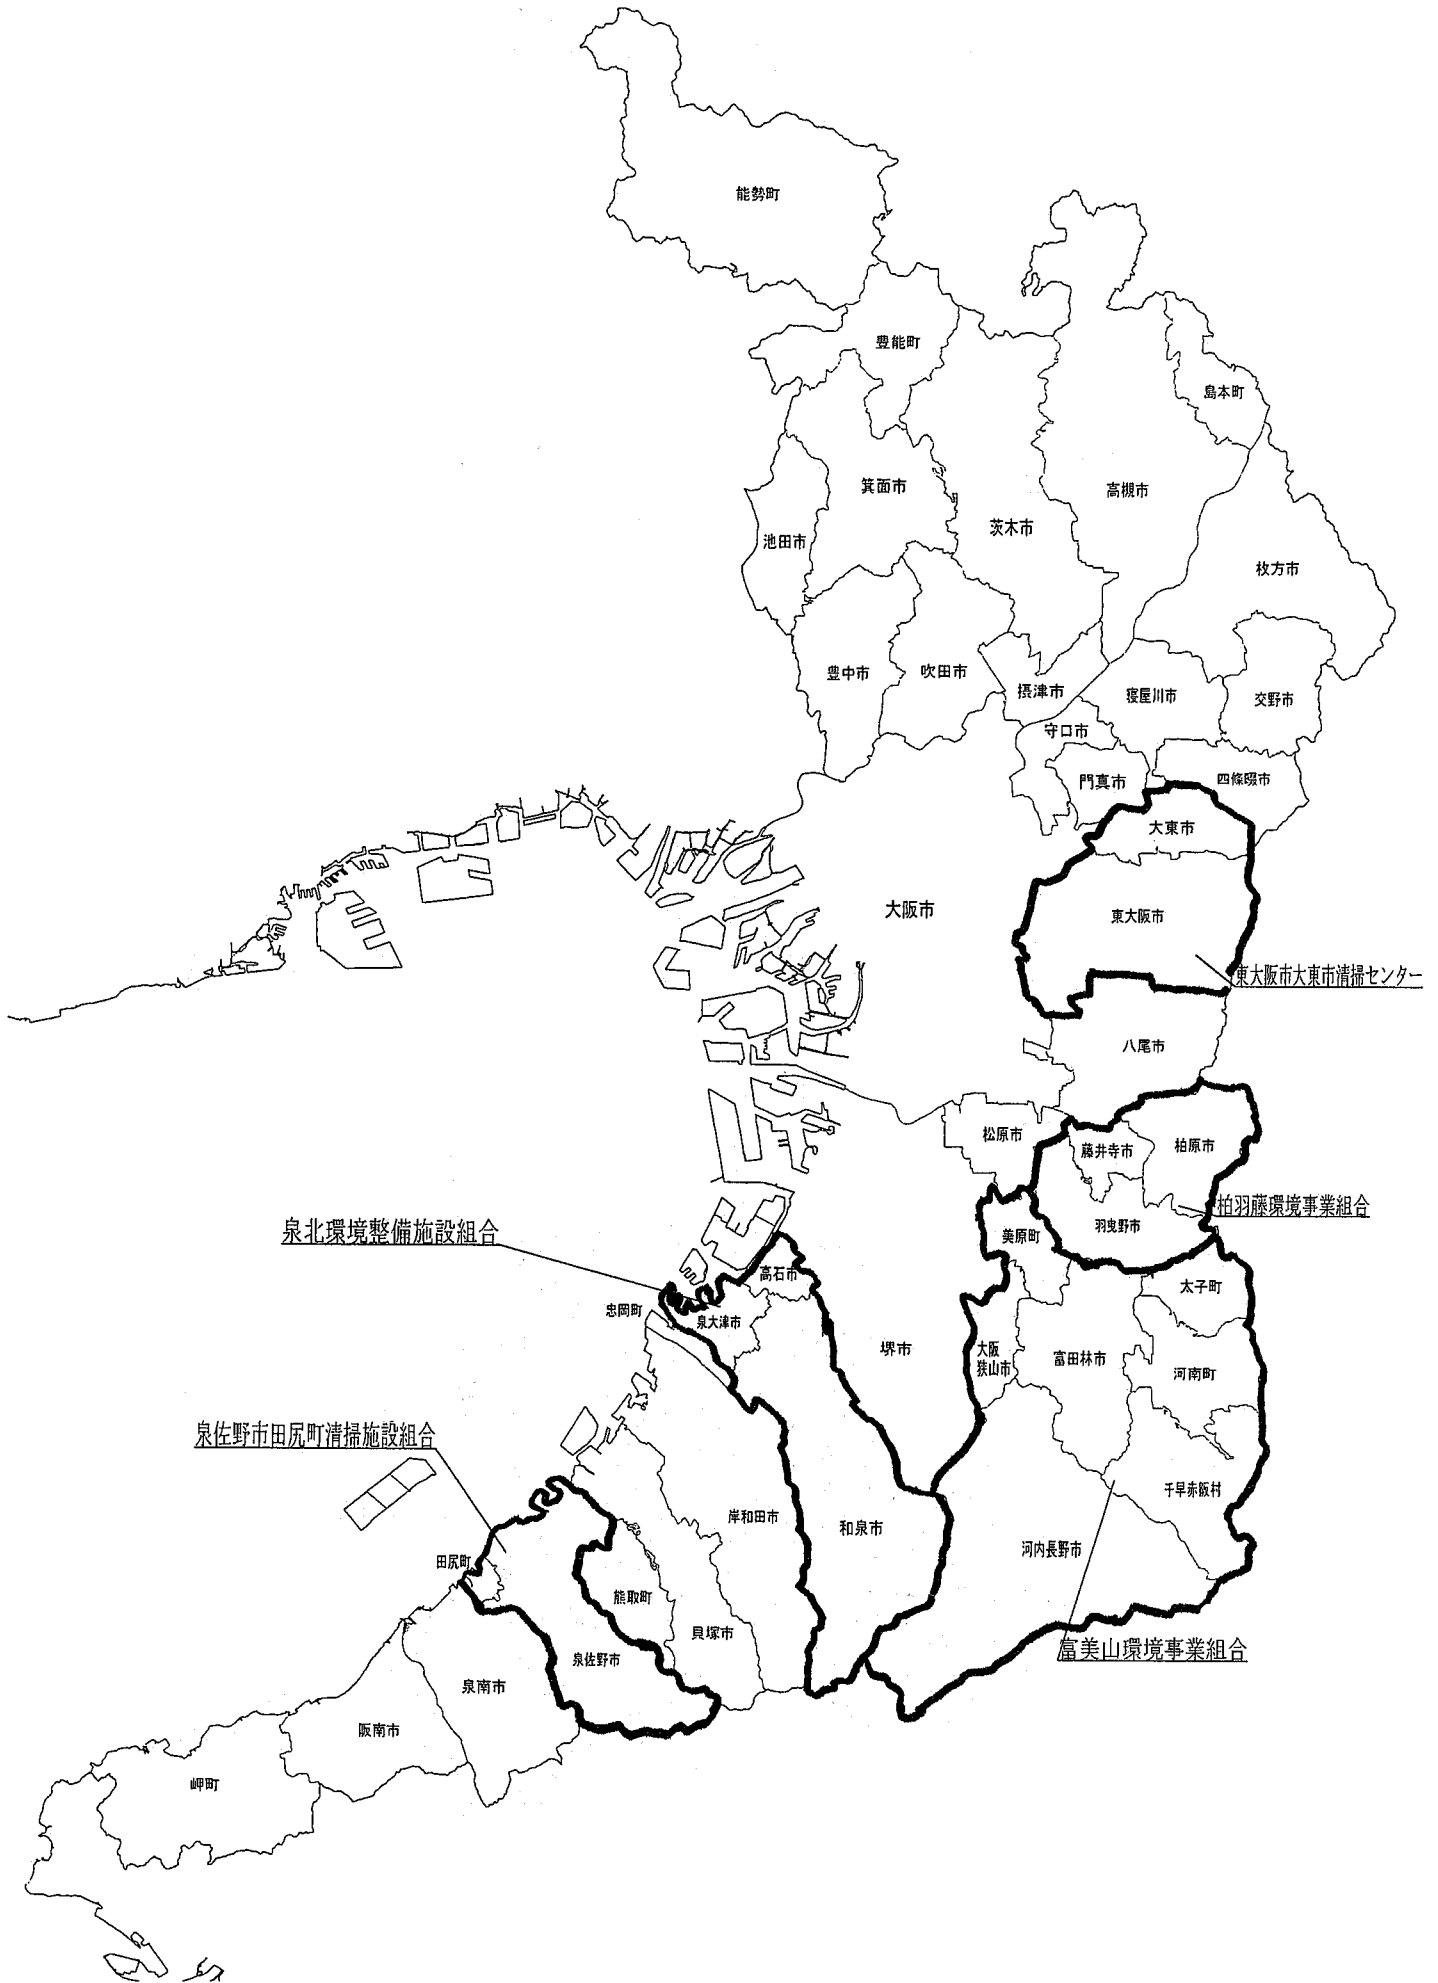 能勢町
豊能町
島本町
箕面市
高槻市
茨木市
池田市
枚方市
豊中市
吹田市
摂津市
寝屋川市
交野市
守口市
門真市
四條畷市
大東市
大阪市
東大阪市
東大阪市大東市清掃センター
八尾市
松原市
藤井寺市
柏原市
柏羽藤環境事業組合
羽曳野市
美原町
泉北環境整備施設組合
高石市
太子町
忠岡町
泉大津市
堺市
大阪
狭山市
富田林市
河南町
泉佐野市田尻町清掃施設組合
千早赤阪村
岸和田市
和泉市
河内長野市
田尻町
熊取町
貝塚市
富美山環境事業組合
泉佐野市
泉南市
阪南市
岬町